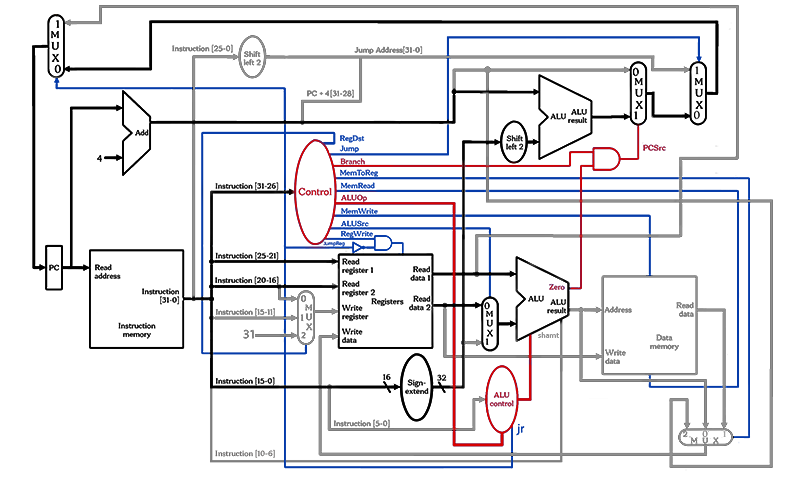 1
M
U
X
0
Instruction [25-0]
Shift
left 2
Jump Address[31-0]
PC + 4[31-28]
Add
4
ALU
ALU
result
Shift
left 2
0
M
U
X
1
1
M
U
X
0
PCSrc
Control
RegDst
Jump
Branch
MemToReg
MemRead
ALUOp
MemWrite
ALUSrc
RegWrite
JumpReg
Instruction [31-26]
Instruction [25-21]
Instruction [20-16]
Instruction [15-11]
31
0
M
U
1
X
2
PC
Read
address
Instruction
[31-0]
Instruction
memory
Read
register 1
Read
register 2
Registers
Write
register
Write
data
Read
data 1
Read
data 2
0
M
U
X
1
Zero
ALU
ALU
result
shamt
Address
Read
data
Data
memory
Write
data
Instruction [15-0]
16
Sign-
extend
32
Instruction [5-0]
ALU
control
jr
2 0 1
M U X
Instruction [10-6]